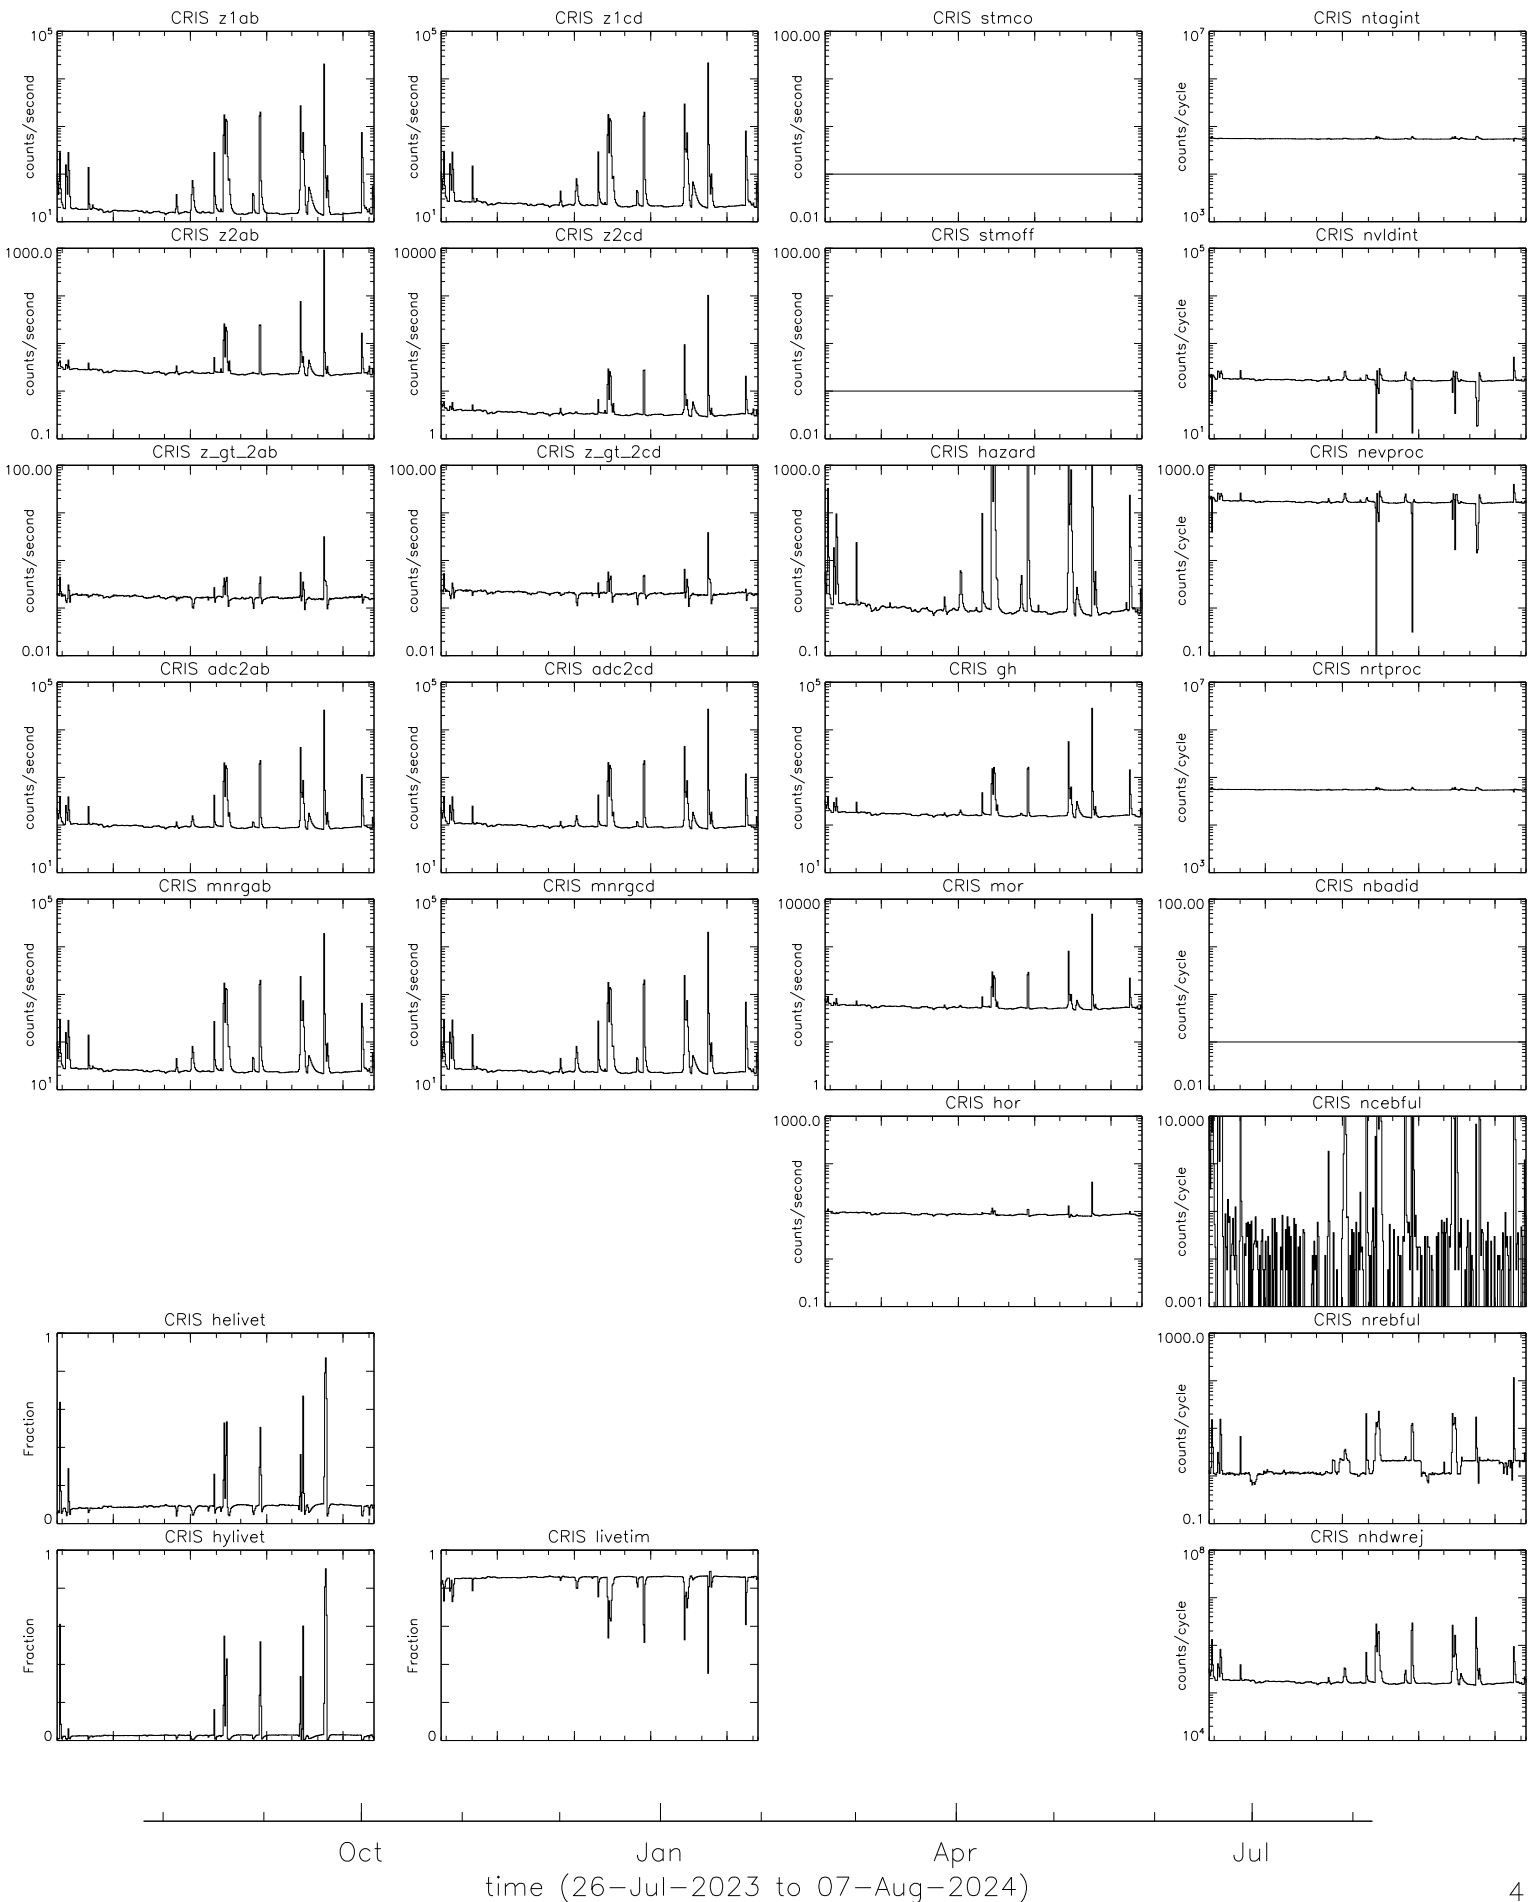 CRIS z1ab
CRIS z1cd
CRIS stmco
CRIS ntagint
10^5
counts/second
10^1
10^5
counts/second
10^1
100.00
counts/second
0.01
10^7
counts/cycle
10^3
CRIS z2ab
CRIS z2cd
CRIS stmoff
CRIS nvldint
1000.0
counts/second
0.1
10000
counts/second
1
100.00
counts/second
0.01
10^5
counts/cycle
10^1
CRIS z_gt_2ab
CRIS z_gt_2cd
CRIS hazard
CRIS nevproc
100.00
counts/second
0.01
100.00
counts/second
0.01
1000.0
counts/second
0.1
1000.0
counts/cycle
0.1
CRIS adc2ab
CRIS adc2cd
CRIS gh
CRIS nrtproc
10^5
counts/second
10^1
10^5
counts/second
10^1
10^5
counts/second
10^1
10^7
counts/cycle
10^3
CRIS mnrgab
CRIS mnrgcd
CRIS mor
CRIS nbadid
10^5
counts/second
10^1
10^5
counts/second
10^1
10000
counts/second
1
100.00
counts/cycle
0.01
CRIS hor
CRIS ncebful
1000.0
counts/second
0.1
10.000
counts/cycle
0.001
CRIS helivet
CRIS nrebful
1
Fraction
0
1000.0
counts/cycle
0.1
CRIS hylivet
CRIS livetim
CRIS nhdwrej
1
Fraction
0
1
Fraction
0
10^8
counts/cycle
10^4
Oct Jan Apr Jul
time (26-Jul-2023 to 07-Aug-2024)
4